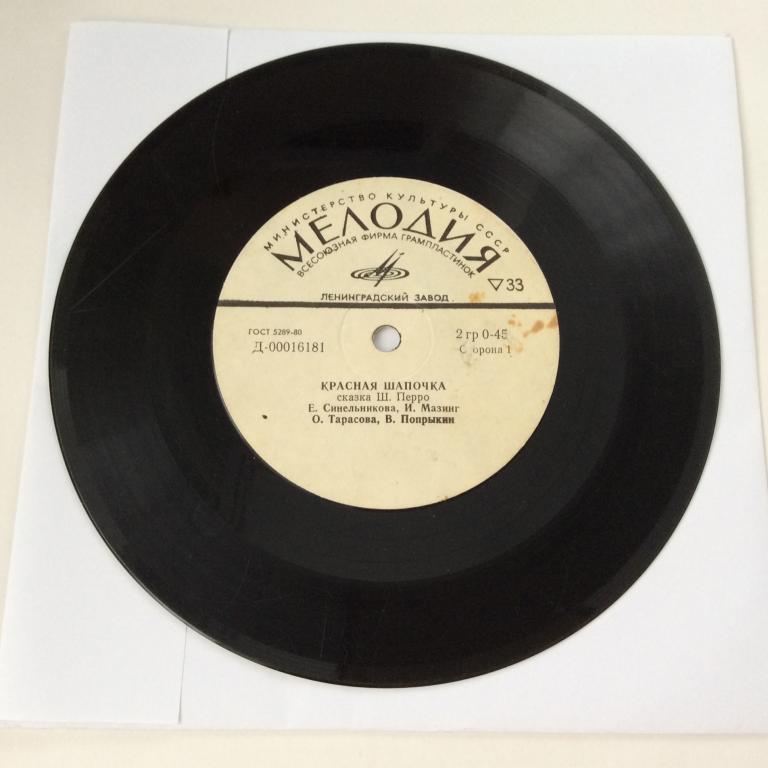 МИНИСТЕРСТВО КУЛЬТУРЫ СССР
МЕЛОДИЯ
ВСЕСОЮЗНАЯ ФИРМА ГРАМПЛАСТИНОК
▽33
ЛЕНИНГРАДСКИЙ ЗАВОД
ГОСТ 5289-80
2 гр 0-45
Д-00016181
Сторона 1
КРАСНАЯ ШАПОЧКА
сказка Ш. Перро
Е. Синельникова, И. Мазинг
О. Тарасова, В. Попрыкин